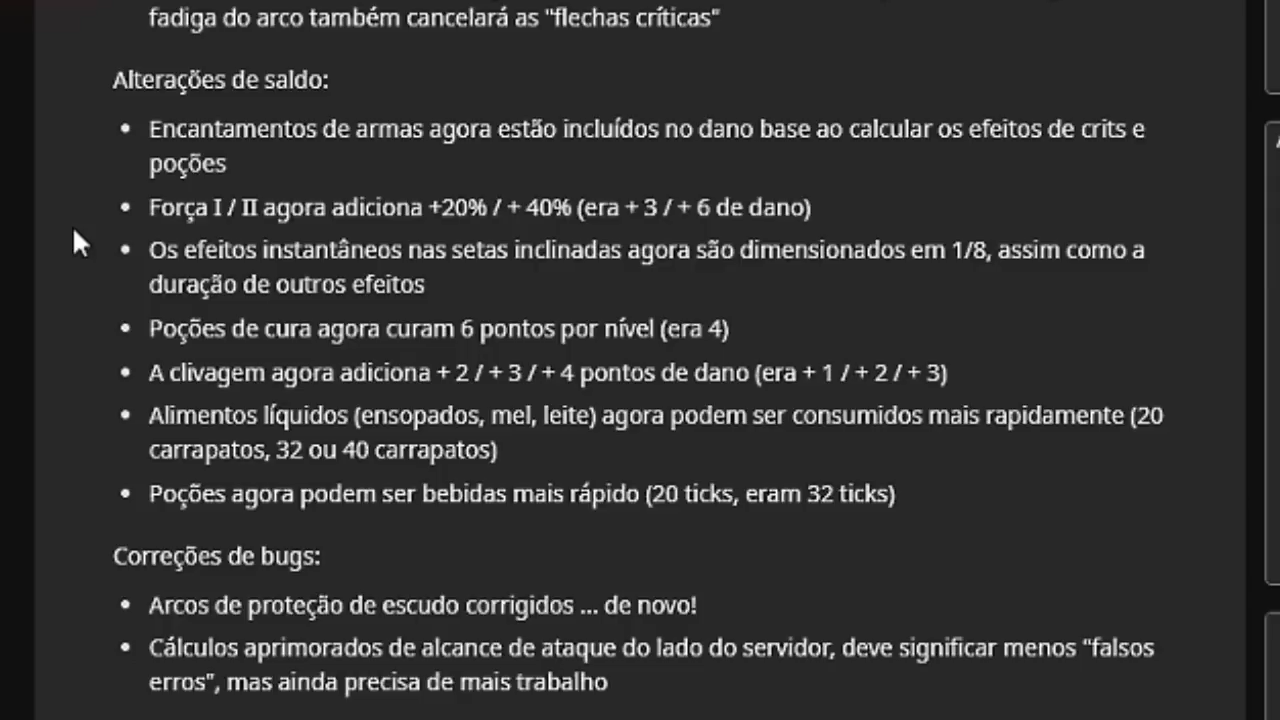 fadiga do arco também cancelará as "flechas críticas"
Alterações de saldo:
Encantamentos de armas agora estão incluídos no dano base ao calcular os efeitos de crits e
poções
Força I / II agora adiciona +20% / + 40% (era + 3 / + 6 de dano)
Os efeitos instantâneos nas setas inclinadas agora são dimensionados em 1/8, assim como a
duração de outros efeitos
Poções de cura agora curam 6 pontos por nível (era 4)
A clivagem agora adiciona + 2 / + 3 / + 4 pontos de dano (era + 1 / + 2 / + 3)
Alimentos líquidos (ensopados, mel, leite) agora podem ser consumidos mais rapidamente (20
carrapatos, 32 ou 40 carrapatos)
Poções agora podem ser bebidas mais rápido (20 ticks, eram 32 ticks)
Correções de bugs:
Arcos de proteção de escudo corrigidos ... de novo!
Cálculos aprimorados de alcance de ataque do lado do servidor, deve significar menos "falsos
erros", mas ainda precisa de mais trabalho